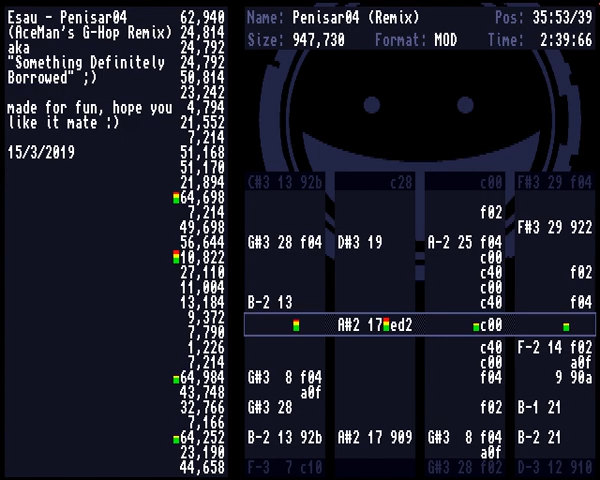 Esau - Penisar04 62,940
(AceMan's G-Hop Remix) 24,814
aka 24,792
"Something Definitely 24,792
Borrowed" ;) 50,814
23,242
made for fun, hope you 4,794
like it mate :) 21,552
7,214
15/3/2019 51,168
51,170
21,894
64,698
7,214
49,698
56,644
10,822
27,110
11,004
13,184
9,372
7,790
1,226
7,214
64,984
43,748
32,766
7,166
64,252
23,190
44,658
Name: Penisar04 (Remix) Pos: 35:53/39
Size: 947,730 Format: MOD Time: 2:39:66
C#3 13 92b c28 c00 F#3 29 f04
f02
F#3 29 922
G#3 28 f04 D#3 19 A-2 25 f04
c00
c40 f02
c00
B-2 13 c40 f04
A#2 17 ed2 c00
c40 F-2 14 f02
c00 a0f
G#3 8 f04 f04 9 90a
a0f
G#3 28 f02 B-1 21
B-2 13 92b A#2 17 909 G#3 8 f04 B-2 21
a0f
F-3 7 c10 G#3 28 f02 D-3 12 910